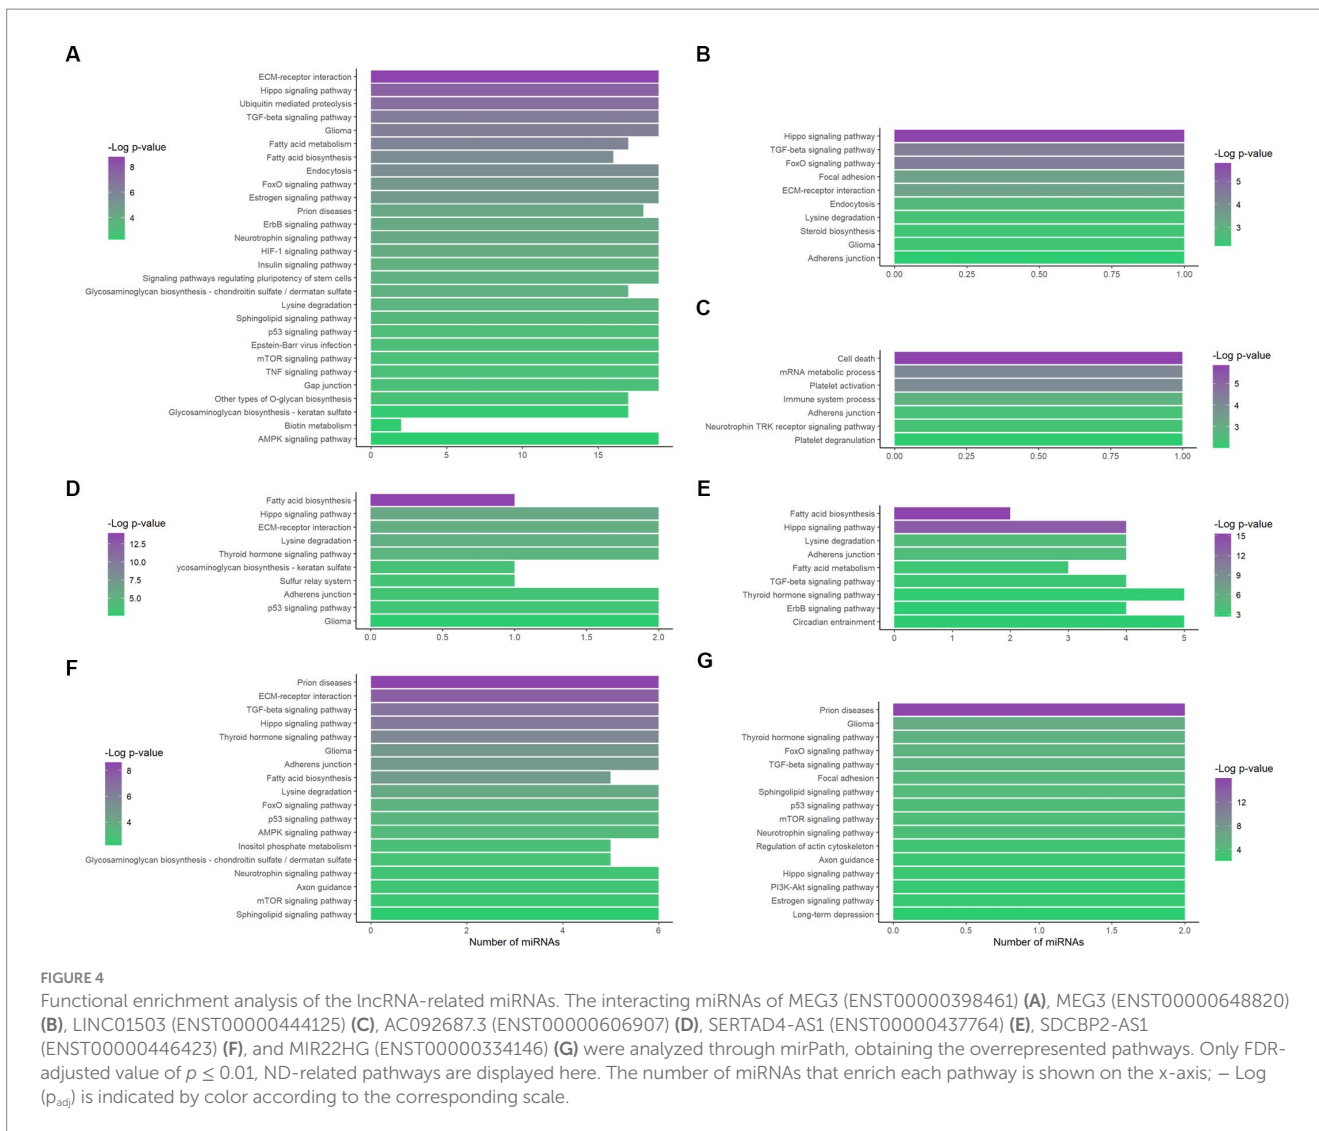 A
ECM-receptor interaction
Hippo signaling pathway
Ubiquitin mediated proteolysis
TGF-beta signaling pathway
Glioma
Fatty acid metabolism
Fatty acid biosynthesis
Endocytosis
FoxO signaling pathway
Estrogen signaling pathway
Prion diseases
ErbB signaling pathway
Neurotrophin signaling pathway
HIF-1 signaling pathway
Insulin signaling pathway
Signaling pathways regulating pluripotency of stem cells
Glycosaminoglycan biosynthesis - chondroitin sulfate / dermatan sulfate
Lysine degradation
Sphingolipid signaling pathway
p53 signaling pathway
Epstein-Barr virus infection
mTOR signaling pathway
TNF signaling pathway
Gap junction
Other types of O-glycan biosynthesis
Glycosaminoglycan biosynthesis - keratan sulfate
Biotin metabolism
AMPK signaling pathway
0 5 10 15
-Log p-value
8
6
4
B
Hippo signaling pathway
TGF-beta signaling pathway
FoxO signaling pathway
Focal adhesion
ECM-receptor interaction
Endocytosis
Lysine degradation
Steroid biosynthesis
Glioma
Adherens junction
0.00 0.25 0.50 0.75 1.00
-Log p-value
5
4
3
C
Cell death
mRNA metabolic process
Platelet activation
Immune system process
Adherens junction
Neurotrophin TRK receptor signaling pathway
Platelet degranulation
0.00 0.25 0.50 0.75 1.00
-Log p-value
5
4
3
D
Fatty acid biosynthesis
Hippo signaling pathway
ECM-receptor interaction
Lysine degradation
Thyroid hormone signaling pathway
ycosaminoglycan biosynthesis - keratan sulfate
Sulfur relay system
Adherens junction
p53 signaling pathway
Glioma
0.0 0.5 1.0 1.5 2.0
-Log p-value
12.5
10.0
7.5
5.0
E
Fatty acid biosynthesis
Hippo signaling pathway
Lysine degradation
Adherens junction
Fatty acid metabolism
TGF-beta signaling pathway
Thyroid hormone signaling pathway
ErbB signaling pathway
Circadian entrainment
0 1 2 3 4 5
-Log p-value
15
12
9
6
3
F
Prion diseases
ECM-receptor interaction
TGF-beta signaling pathway
Hippo signaling pathway
Thyroid hormone signaling pathway
Glioma
Adherens junction
Fatty acid biosynthesis
Lysine degradation
FoxO signaling pathway
p53 signaling pathway
AMPK signaling pathway
Inositol phosphate metabolism
Glycosaminoglycan biosynthesis - chondroitin sulfate / dermatan sulfate
Neurotrophin signaling pathway
Axon guidance
mTOR signaling pathway
Sphingolipid signaling pathway
0 2 4 6
Number of miRNAs
-Log p-value
8
6
4
G
Prion diseases
Glioma
Thyroid hormone signaling pathway
FoxO signaling pathway
TGF-beta signaling pathway
Focal adhesion
Sphingolipid signaling pathway
p53 signaling pathway
mTOR signaling pathway
Neurotrophin signaling pathway
Regulation of actin cytoskeleton
Axon guidance
Hippo signaling pathway
PI3K-Akt signaling pathway
Estrogen signaling pathway
Long-term depression
0.0 0.5 1.0 1.5 2.0
Number of miRNAs
-Log p-value
12
8
4
FIGURE 4
Functional enrichment analysis of the lncRNA-related miRNAs. The interacting miRNAs of MEG3 (ENST00000398461) (A), MEG3 (ENST00000648820)
(B), LINC01503 (ENST00000444125) (C), AC092687.3 (ENST00000606907) (D), SERTAD4-AS1 (ENST00000437764) (E), SDCBP2-AS1
(ENST00000446423) (F), and MIR22HG (ENST00000334146) (G) were analyzed through mirPath, obtaining the overrepresented pathways. Only FDR-
adjusted value of p ≤ 0.01, ND-related pathways are displayed here. The number of miRNAs that enrich each pathway is shown on the x-axis; – Log
(padj) is indicated by color according to the corresponding scale.